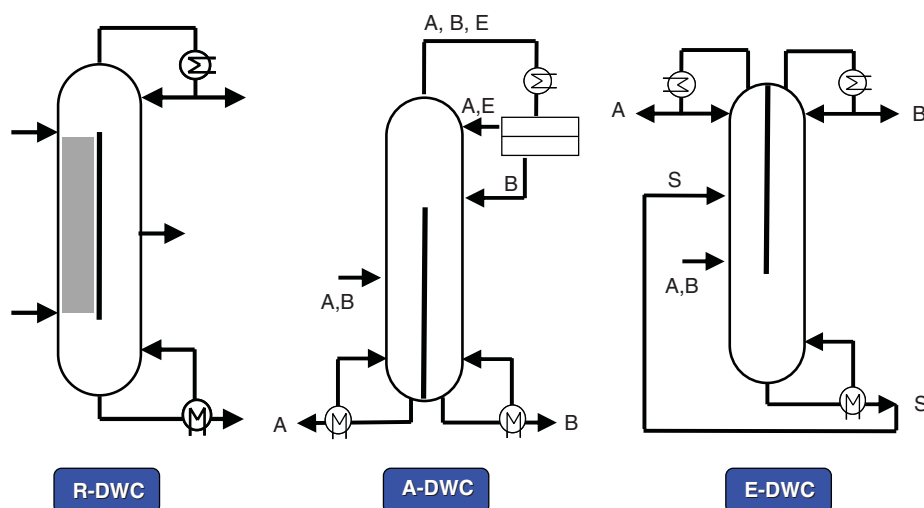 A, B, E
A,E
B
A,B
A
B
A
B
S
A,B
S
R-DWC
A-DWC
E-DWC